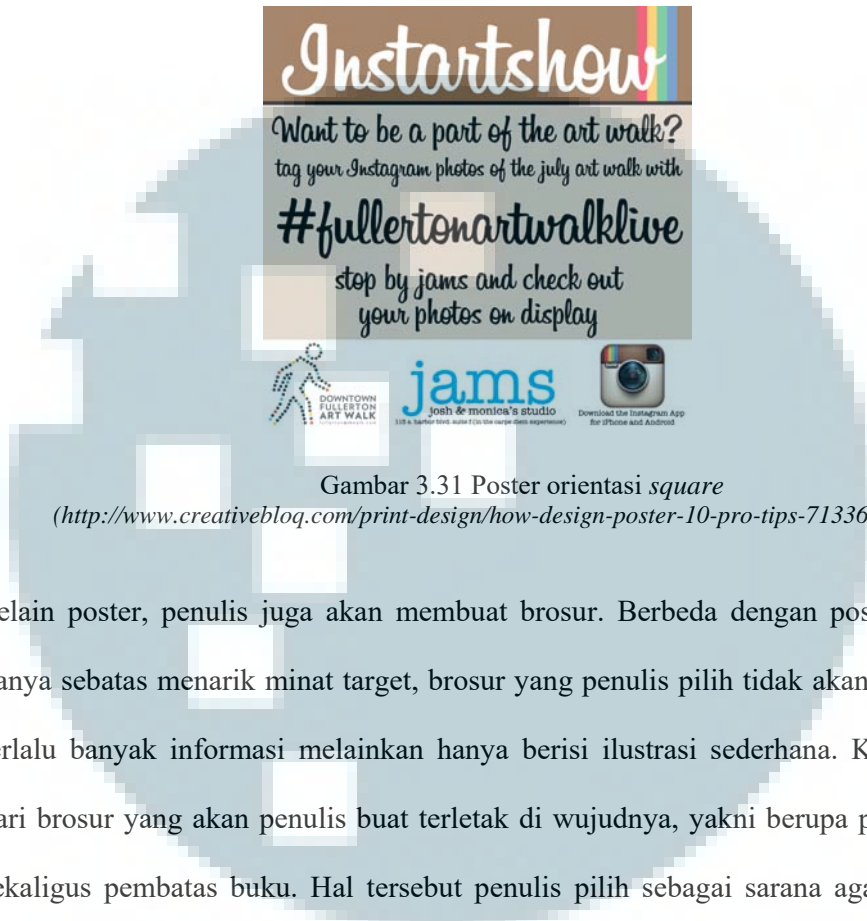 Instartshow
Want to be a part of the art walk?
tag your Instagram photos of the july art walk with
#fullertonartwalklive
stop by jams and check out
your photos on display
DOWNTOWN
FULLERTON
ART WALK
jams
josh & monica's studio
Download the Instagram App
for iPhone and Android
Gambar 3.31 Poster orientasi square
(http://www.creativebloq.com/print-design/how-design-poster-10-pro-tips-71336
elain poster, penulis juga akan membuat brosur. Berbeda dengan pos
anya sebatas menarik minat target, brosur yang penulis pilih tidak akan
erlalu banyak informasi melainkan hanya berisi ilustrasi sederhana. K
ari brosur yang akan penulis buat terletak di wujudnya, yakni berupa p
ekaligus pembatas buku. Hal tersebut penulis pilih sebagai sarana aga